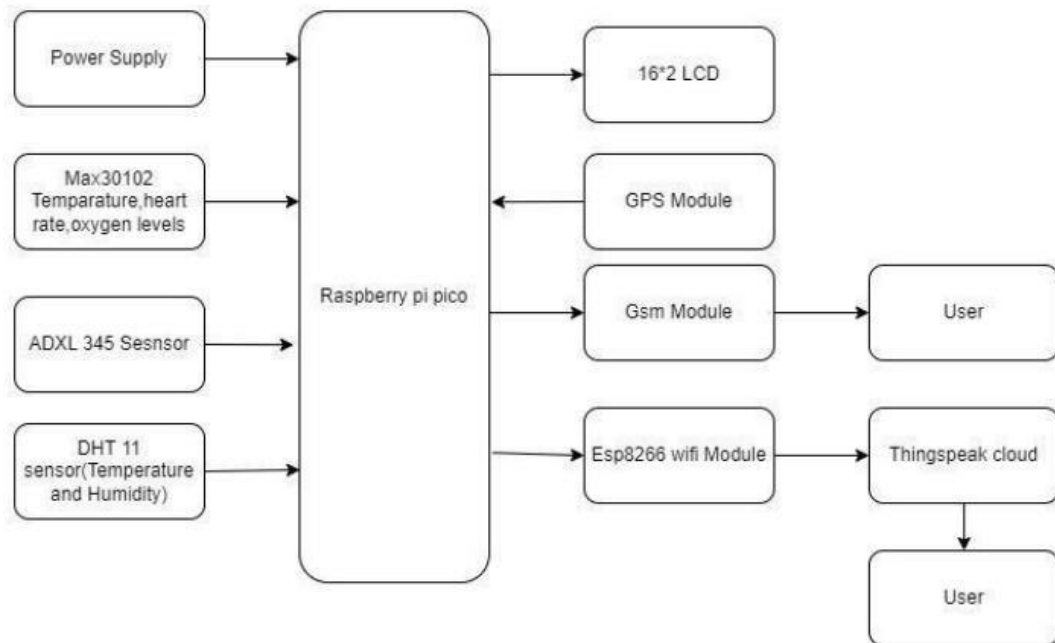 Power Supply
Max30102
Temparature,heart
rate,oxygen levels
ADXL 345 Sesnsor
DHT 11
sensor(Temperature
and Humidity)
Raspberry pi pico
16*2 LCD
GPS Module
Gsm Module
User
Esp8266 wifi Module
Thingspeak cloud
User